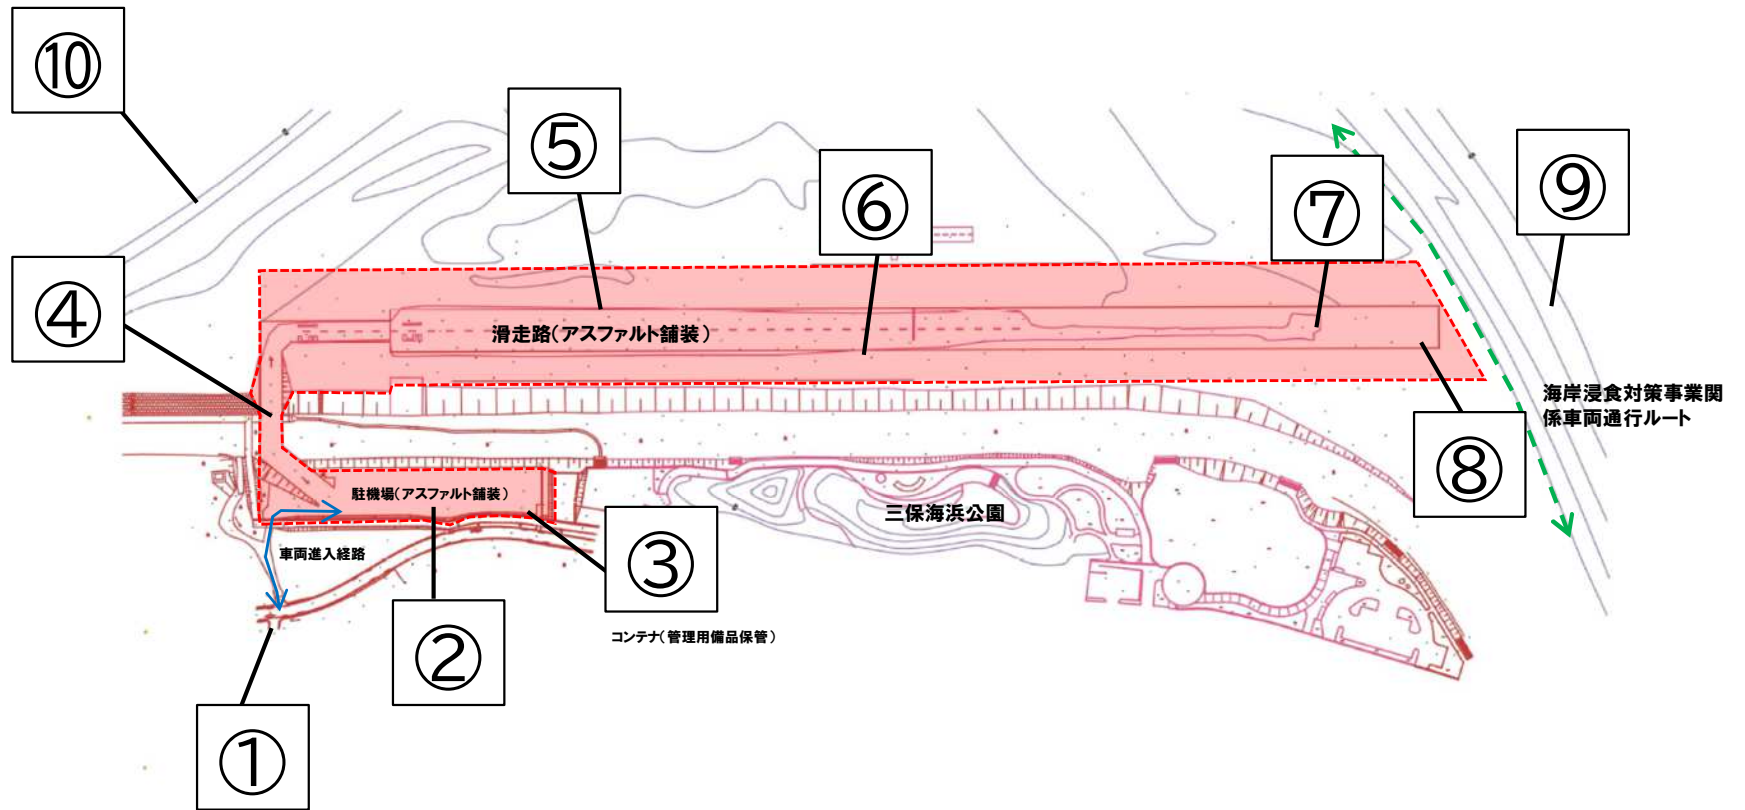 ⑩
⑤
⑥
⑦
⑨
④
滑走路(アスファルト舗装)
海岸浸食対策事業関
係車両通行ルート
⑧
駐機場(アスファルト舗装)
三保海浜公園
車両進入経路
③
コンテナ(管理用備品保管)
②
①